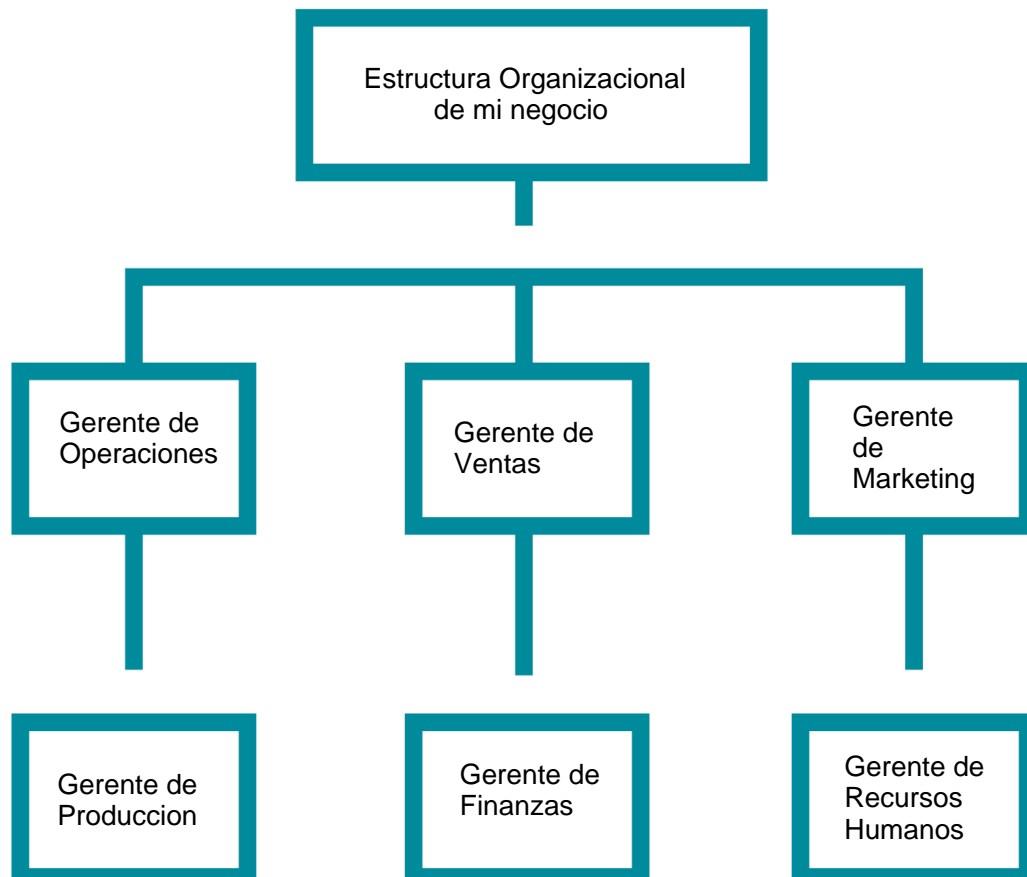 Estructura Organizacional
de mi negocio
Gerente de
Operaciones
Gerente de
Ventas
Gerente
de
Marketing
Gerente de
Produccion
Gerente de
Finanzas
Gerente de
Recursos
Humanos